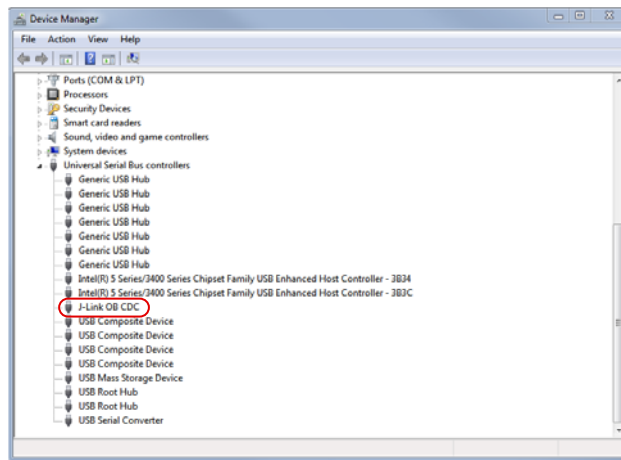 Device Manager
File Action View Help
Ports (COM & LPT)
Processors
Security Devices
Smart card readers
Sound, video and game controllers
System devices
Universal Serial Bus controllers
Generic USB Hub
Generic USB Hub
Generic USB Hub
Generic USB Hub
Generic USB Hub
Generic USB Hub
Generic USB Hub
Intel(R) 5 Series/3400 Series Chipset Family USB Enhanced Host Controller - 3B34
Intel(R) 5 Series/3400 Series Chipset Family USB Enhanced Host Controller - 3B3C
J-Link OB CDC
USB Composite Device
USB Composite Device
USB Composite Device
USB Composite Device
USB Mass Storage Device
USB Root Hub
USB Root Hub
USB Serial Converter